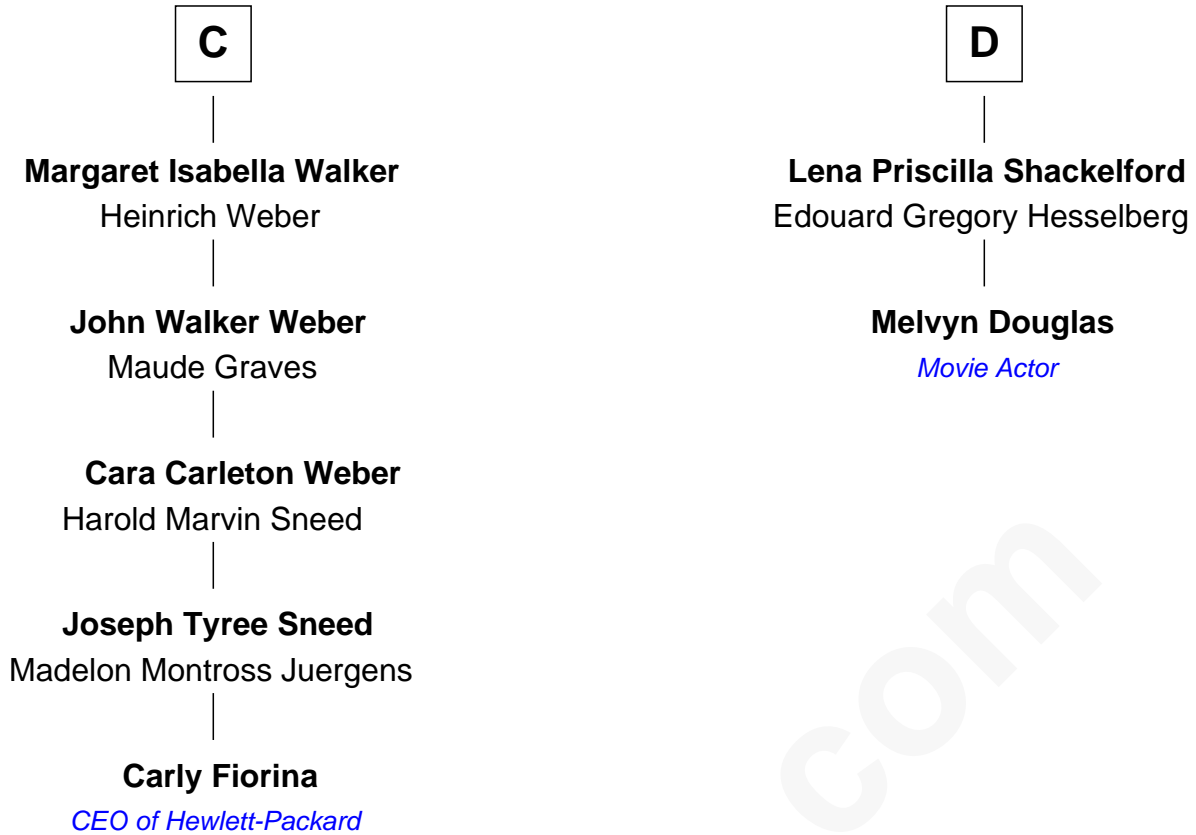 C
Margaret Isabella Walker
Heinrich Weber
John Walker Weber
Maude Graves
Cara Carleton Weber
Harold Marvin Sneed
Joseph Tyree Sneed
Madelon Montross Juergens
Carly Fiorina
CEO of Hewlett-Packard
D
Lena Priscilla Shackelford
Edouard Gregory Hesselberg
Melvyn Douglas
Movie Actor
com